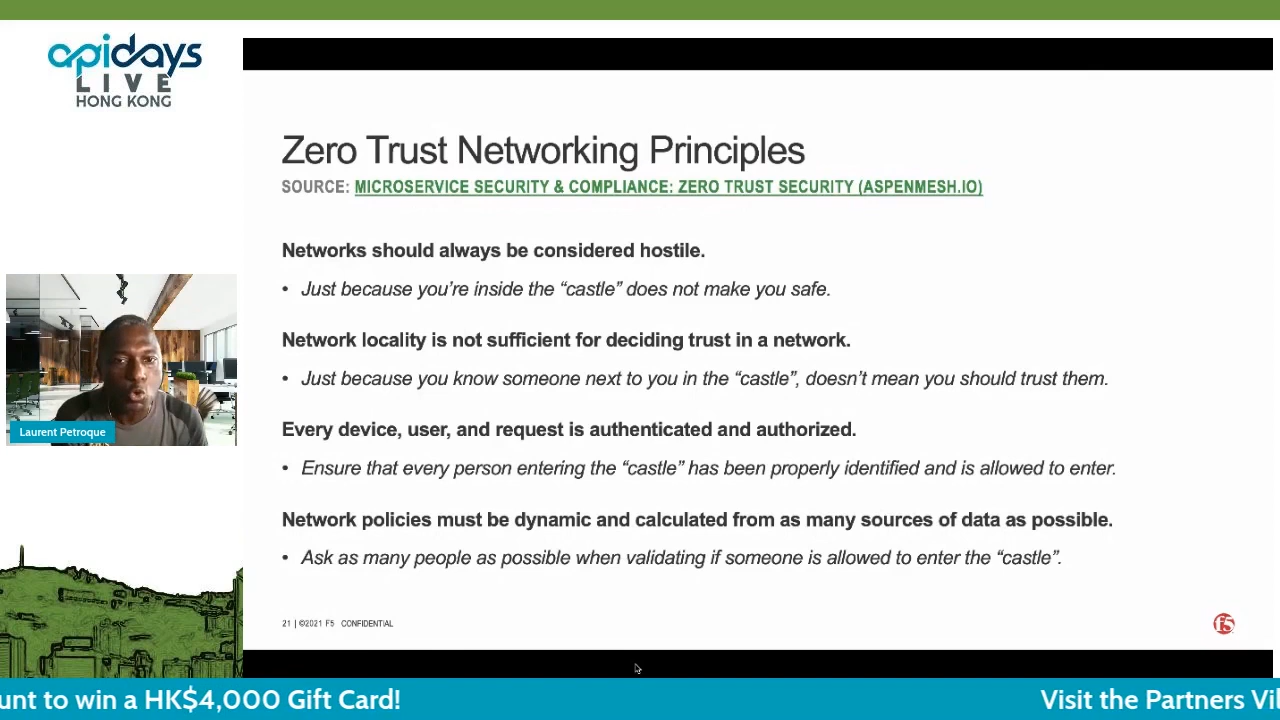 apidays
LIVE
HONG KONG
Zero Trust Networking Principles
SOURCE: MICROSERVICE SECURITY & COMPLIANCE: ZERO TRUST SECURITY (ASPENMESH.IO)
Networks should always be considered hostile.
• Just because you’re inside the “castle” does not make you safe.
Network locality is not sufficient for deciding trust in a network.
• Just because you know someone next to you in the “castle”, doesn’t mean you should trust them.
Every device, user, and request is authenticated and authorized.
• Ensure that every person entering the “castle” has been properly identified and is allowed to enter.
Network policies must be dynamic and calculated from as many sources of data as possible.
• Ask as many people as possible when validating if someone is allowed to enter the “castle”.
Laurent Petroque
21 | ©2021 F5 CONFIDENTIAL
f5
unt to win a HK$4,000 Gift Card!
Visit the Partners Vil